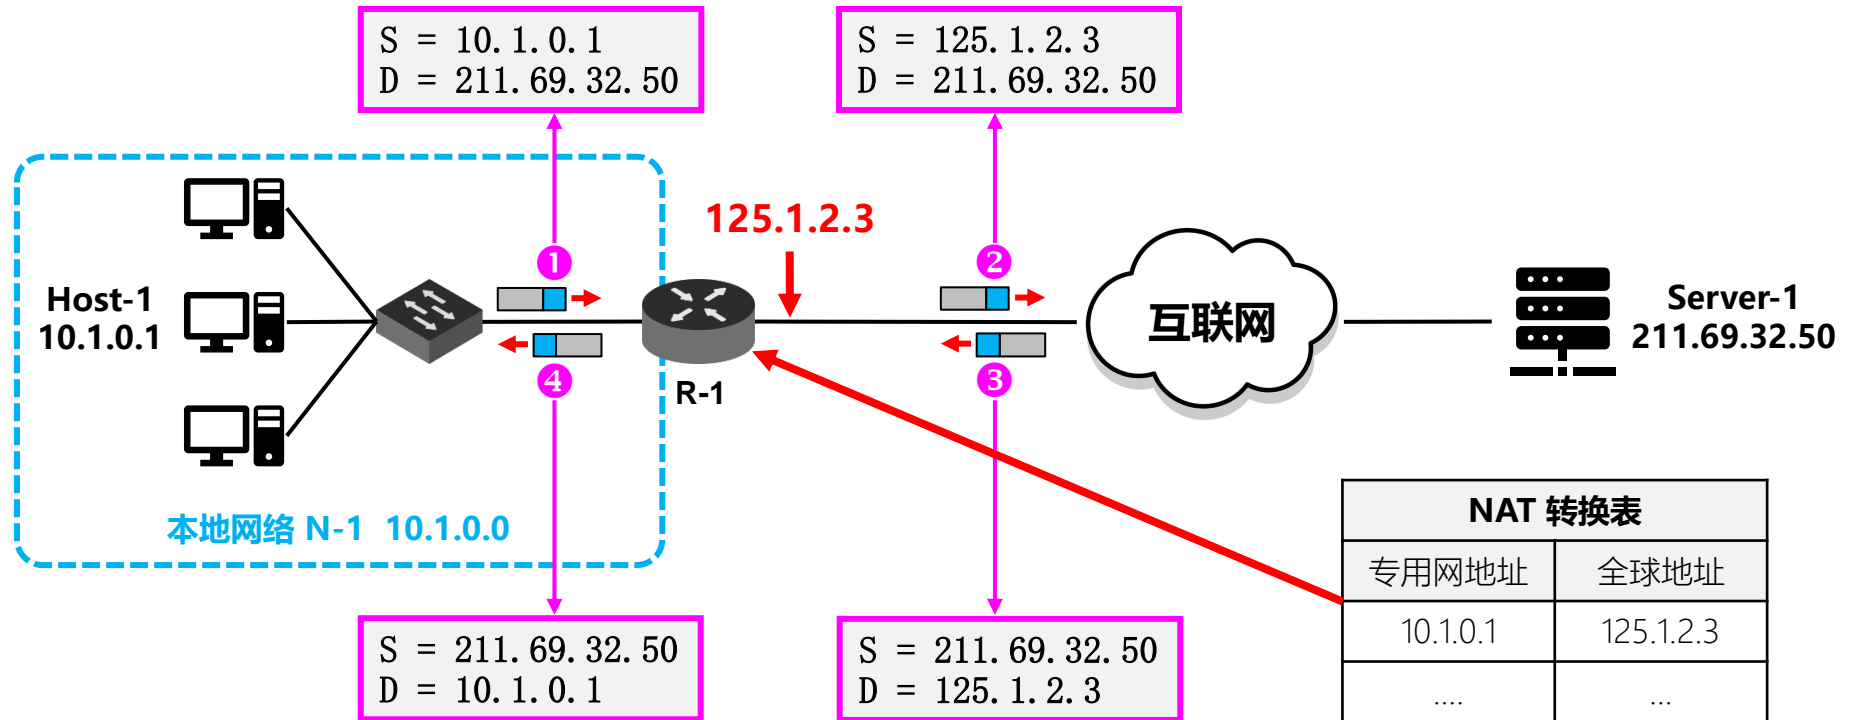 S = 10.1.0.1
D = 211.69.32.50
S = 125.1.2.3
D = 211.69.32.50
125.1.2.3
1
2
Host-1
10.1.0.1
互联网
Server-1
211.69.32.50
4
R-1
3
本地网络 N-1 10.1.0.0
NAT 转换表
专用网地址 全球地址
10.1.0.1 125.1.2.3
.... ...
S = 211.69.32.50
D = 10.1.0.1
S = 211.69.32.50
D = 125.1.2.3